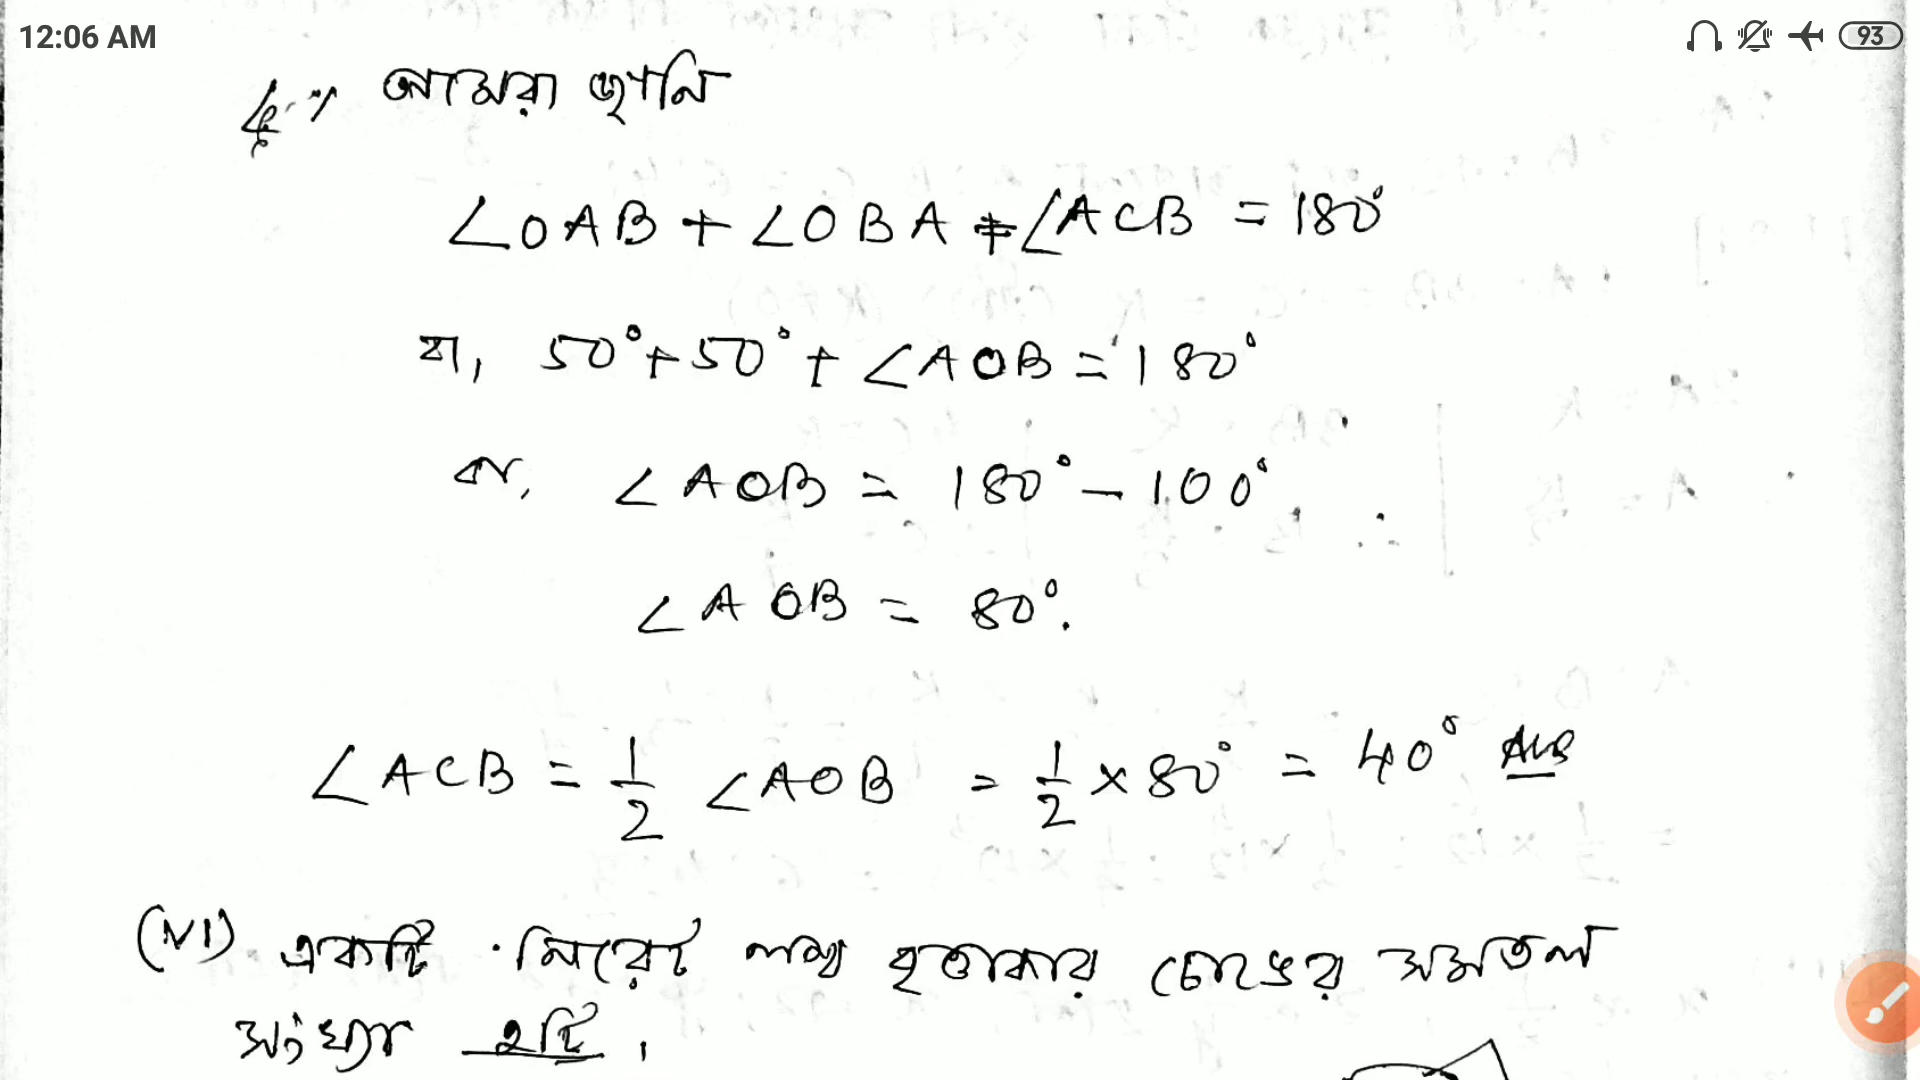 12:06 AM 93
আমরা জানি
∠OAB + ∠OBA + ∠ACB = 180°
বা, 50° + 50° + ∠AOB = 180°
বা, ∠AOB = 180° – 100°
∠AOB = 80°.
∠ACB = 1/2 ∠AOB = 1/2 × 80° = 40° Ans
(VI) একটি নিরেট লম্ব বৃত্তাকার চোঙের সমতল
সংখ্যা ২টি ।